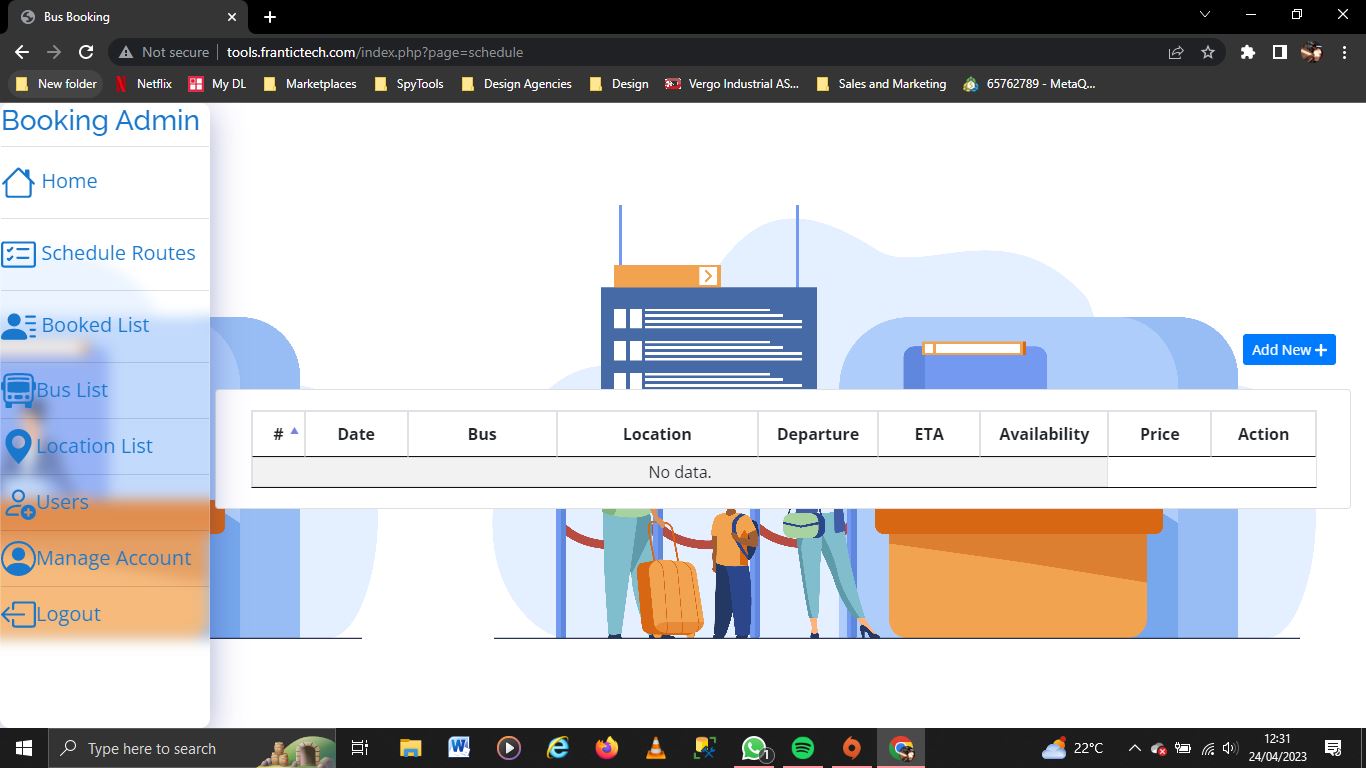 Bus Booking
Not secure tools.frantictech.com/index.php?page=schedule
New folder Netflix My DL Marketplaces SpyTools Design Agencies Design Vergo Industrial AS... Sales and Marketing 65762789 - MetaQ...
Booking Admin
Home
Schedule Routes
Booked List
Bus List
Location List
Users
Manage Account
Logout
Add New +
# Date Bus Location Departure ETA Availability Price Action
No data.
Type here to search
1
22°C
12:31
24/04/2023